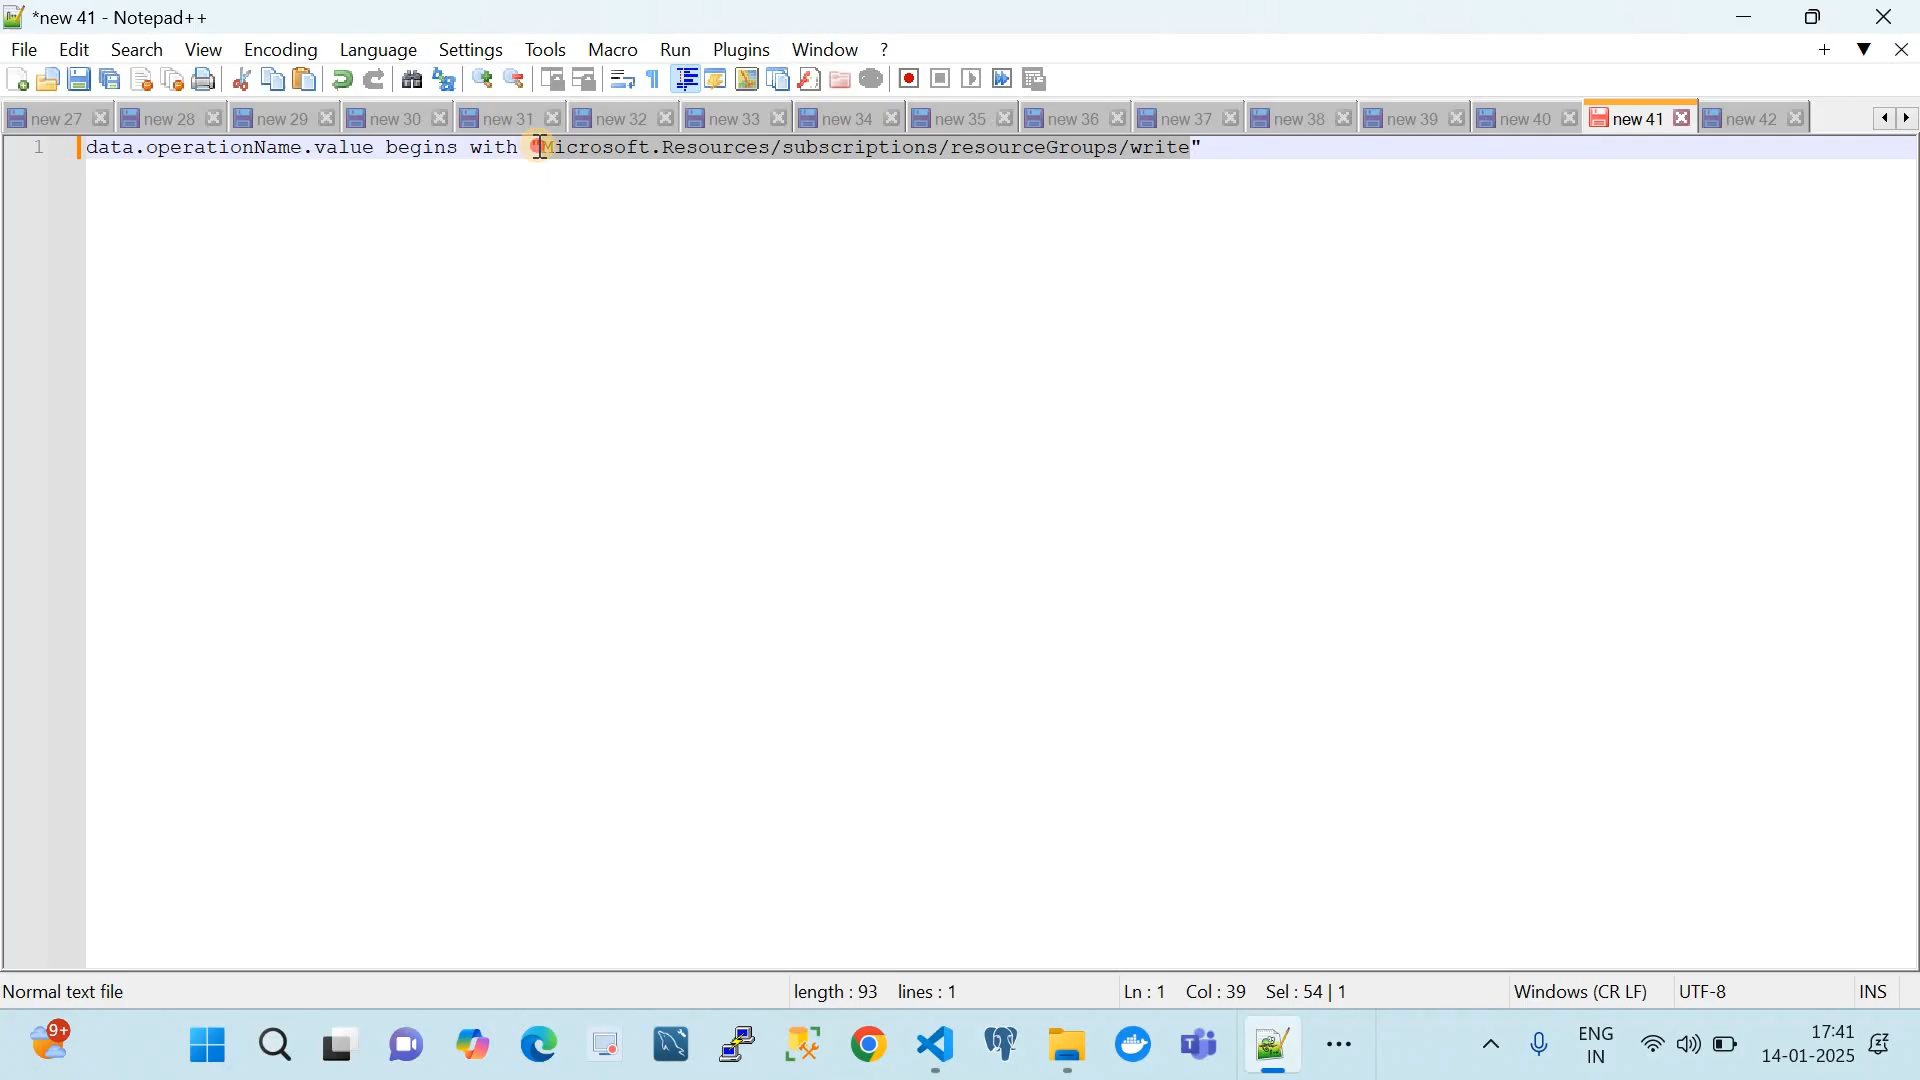 *new 41 - Notepad++
File Edit Search View Encoding Language Settings Tools Macro Run Plugins Window ?
new 27 new 28 new 29 new 30 new 31 new 32 new 33 new 34 new 35 new 36 new 37 new 38 new 39 new 40 new 41 new 42
1 data.operationName.value begins with "Microsoft.Resources/subscriptions/resourceGroups/write"
Normal text file length : 93 lines : 1 Ln : 1 Col : 39 Sel : 54 | 1 Windows (CR LF) UTF-8 INS
9+
ENG
IN
17:41
14-01-2025